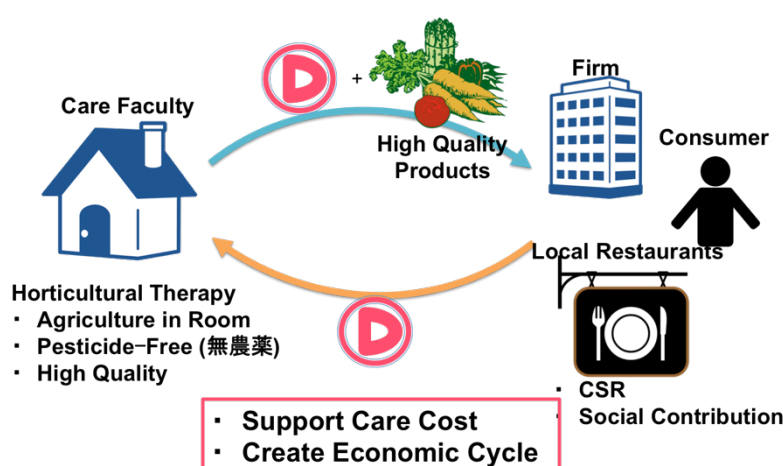 Care Faculty
D
+
High Quality
Products
Firm
Consumer
Local Restaurants
Horticultural Therapy
・ Agriculture in Room
・ Pesticide-Free (無農薬)
・ High Quality
D
・ CSR
・ Social Contribution
・ Support Care Cost
・ Create Economic Cycle